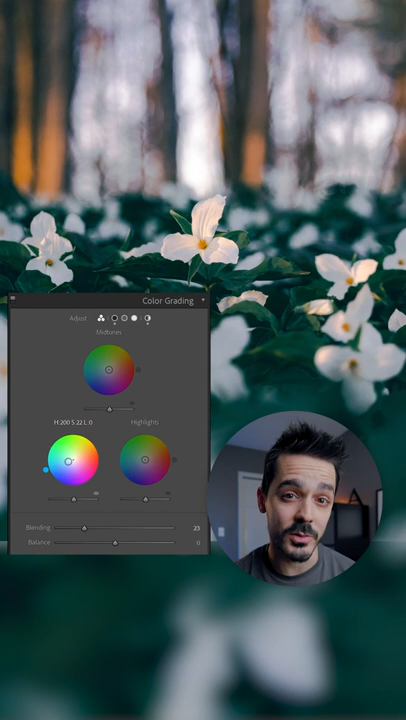 Color Grading
Adjust
Midtones
H:200 S:22 L:0 Highlights
Blending 23
Balance 0